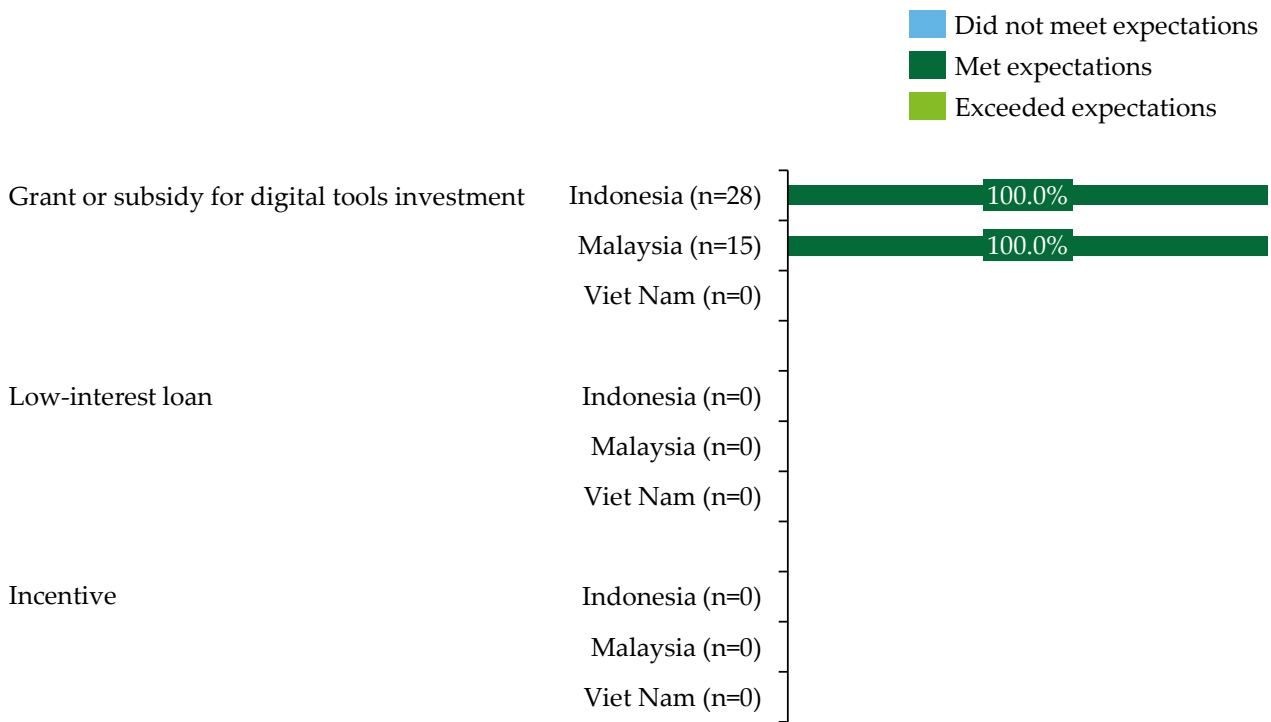 Did not meet expectations
Met expectations
Exceeded expectations
Grant or subsidy for digital tools investment
Indonesia (n=28)
100.0%
Malaysia (n=15)
100.0%
Viet Nam (n=0)
Low-interest loan
Indonesia (n=0)
Malaysia (n=0)
Viet Nam (n=0)
Incentive
Indonesia (n=0)
Malaysia (n=0)
Viet Nam (n=0)